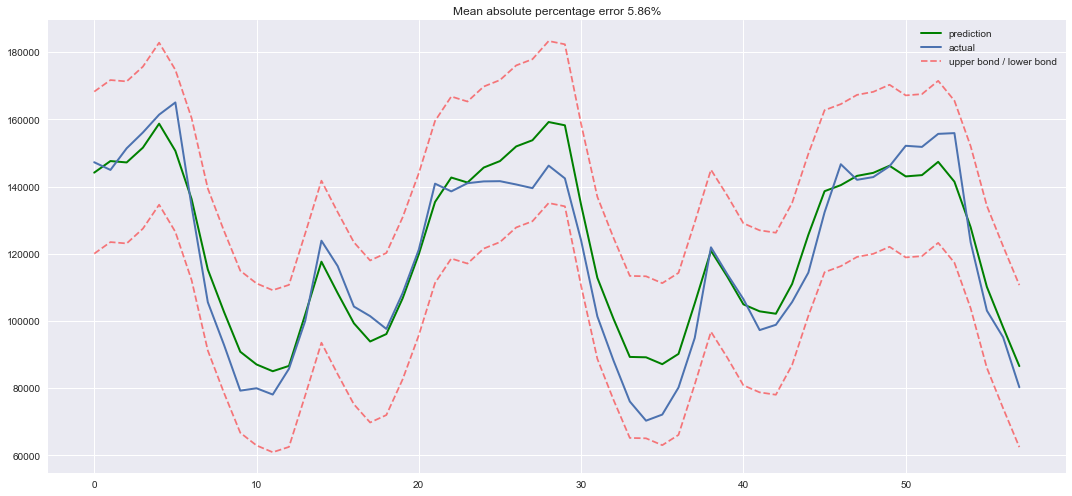 Mean absolute percentage error 5.86%
prediction
actual
upper bond / lower bond
180000
160000
140000
120000
100000
80000
60000
0 10 20 30 40 50